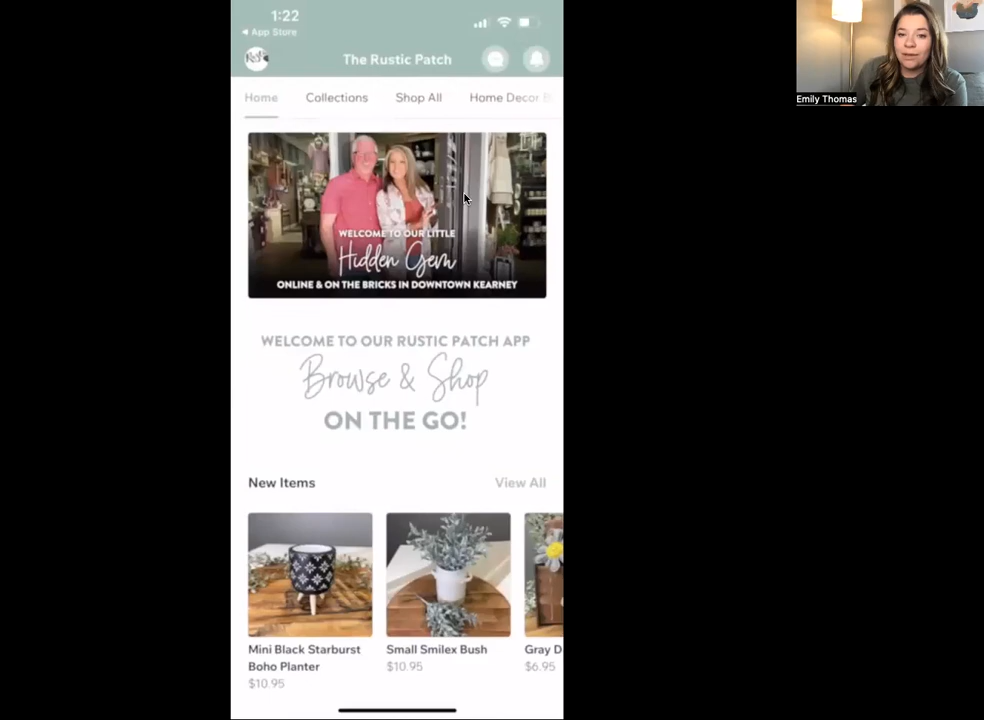 1:22
App Store
The Rustic Patch
Home
Collections
Shop All
Home Decor
WELCOME TO OUR LITTLE
Hidden Gem
ONLINE & ON THE BRICKS IN DOWNTOWN KEARNEY
WELCOME TO OUR RUSTIC PATCH APP
Browse & Shop
ON THE GO!
New Items
View All
Mini Black Starburst
Boho Planter
$10.95
Small Smilex Bush
$10.95
Gray D
$6.95
Emily Thomas